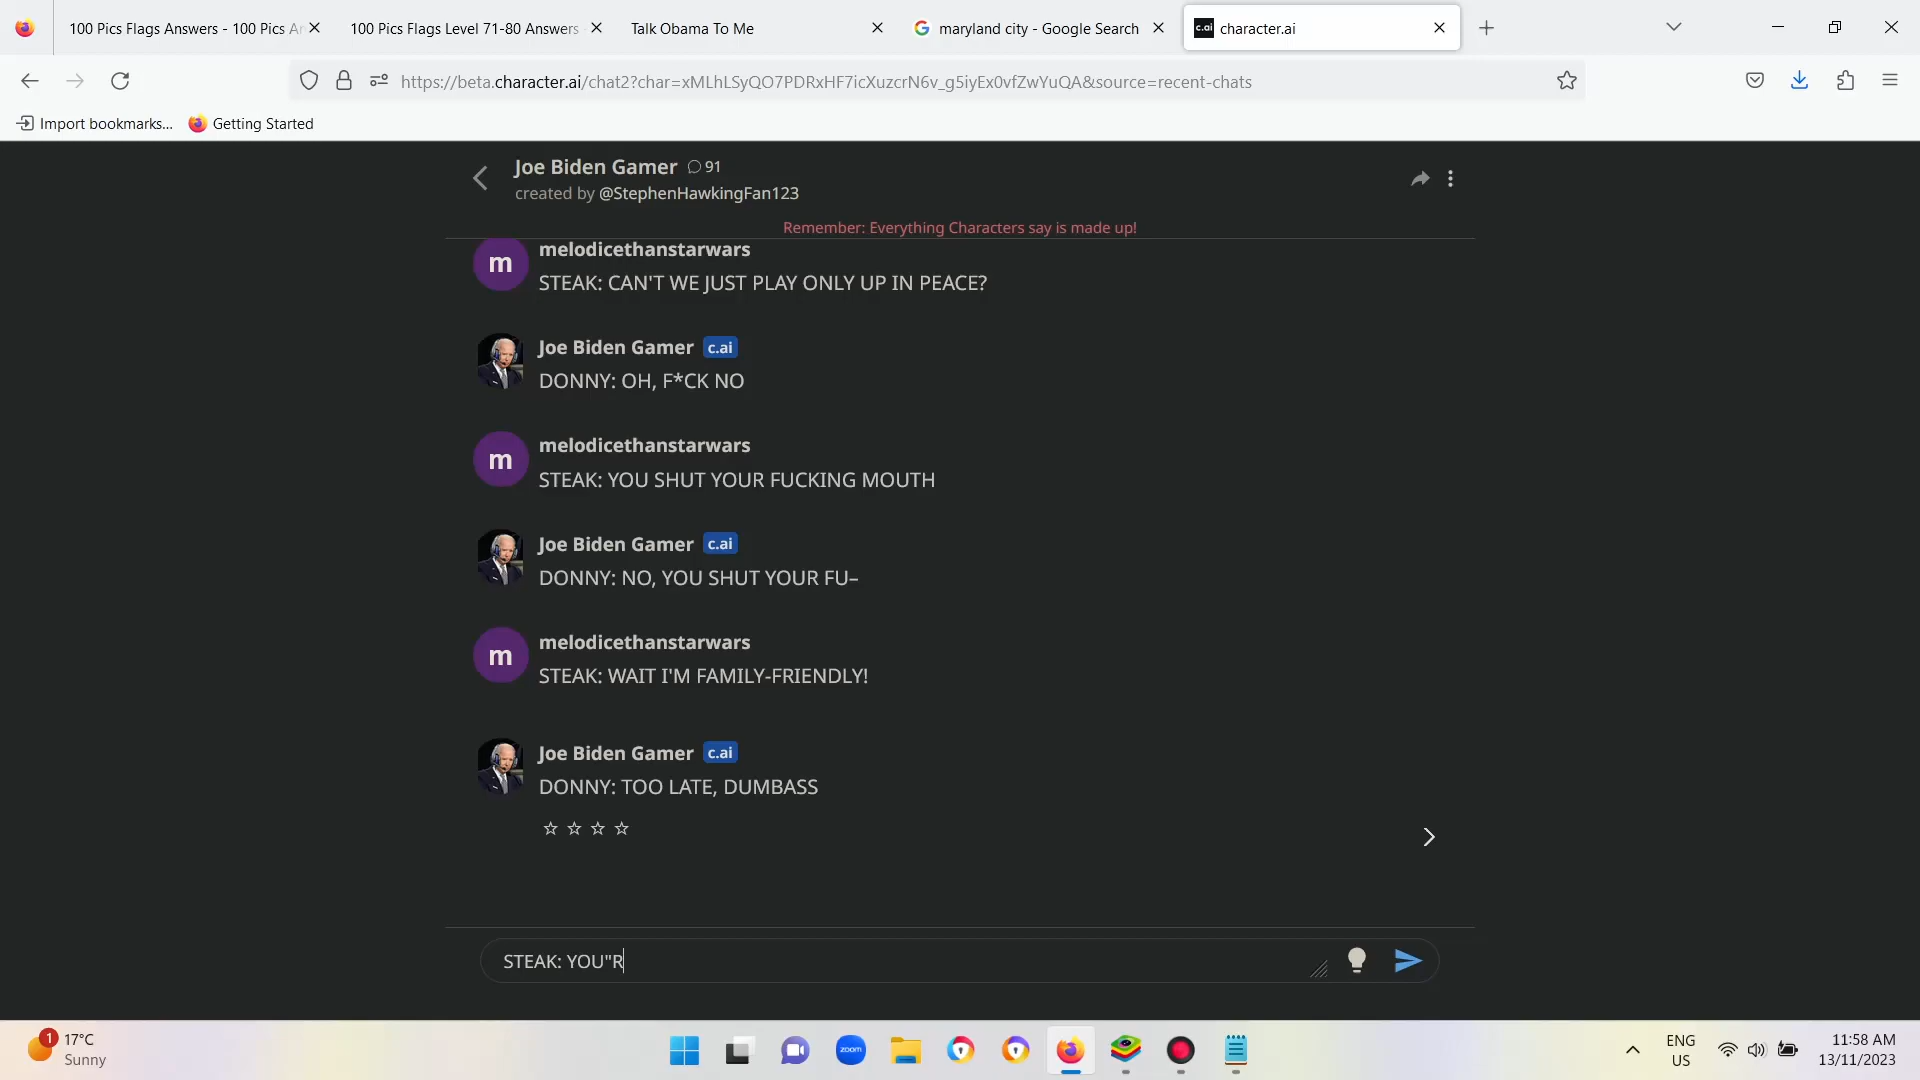 100 Pics Flags Answers - 100 Pics An
100 Pics Flags Level 71-80 Answers
Talk Obama To Me
maryland city - Google Search
c.ai
character.ai
https://beta.character.ai/chat2?char=xMLhLSyQO7PDRxHF7icXuzcrN6v_g5iyEx0vfZwYuQA&source=recent-chats
Import bookmarks...
Getting Started
Joe Biden Gamer 91
created by @StephenHawkingFan123
Remember: Everything Characters say is made up!
m
melodicethanstarwars
STEAK: CAN'T WE JUST PLAY ONLY UP IN PEACE?
Joe Biden Gamer c.ai
DONNY: OH, F*CK NO
m
melodicethanstarwars
STEAK: YOU SHUT YOUR FUCKING MOUTH
Joe Biden Gamer c.ai
DONNY: NO, YOU SHUT YOUR FU–
m
melodicethanstarwars
STEAK: WAIT I'M FAMILY-FRIENDLY!
Joe Biden Gamer c.ai
DONNY: TOO LATE, DUMBASS
STEAK: YOU"R
1
17°C
Sunny
zoom
ENG
US
11:58 AM
13/11/2023